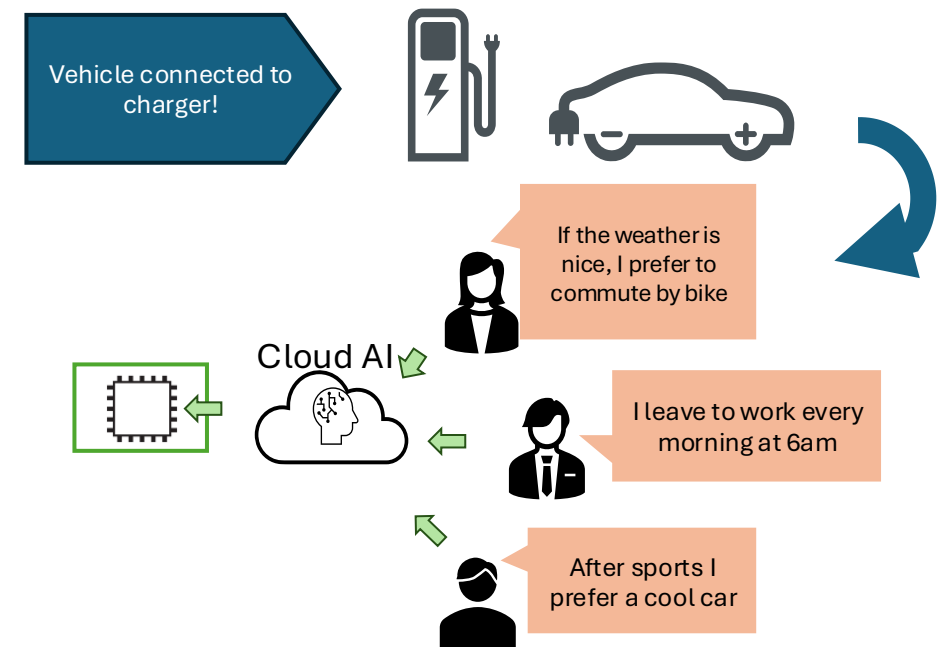 Vehicle connected to
charger!
If the weather is
nice, I prefer to
commute by bike
Cloud AI
I leave to work every
morning at 6am
After sports I
prefer a cool car